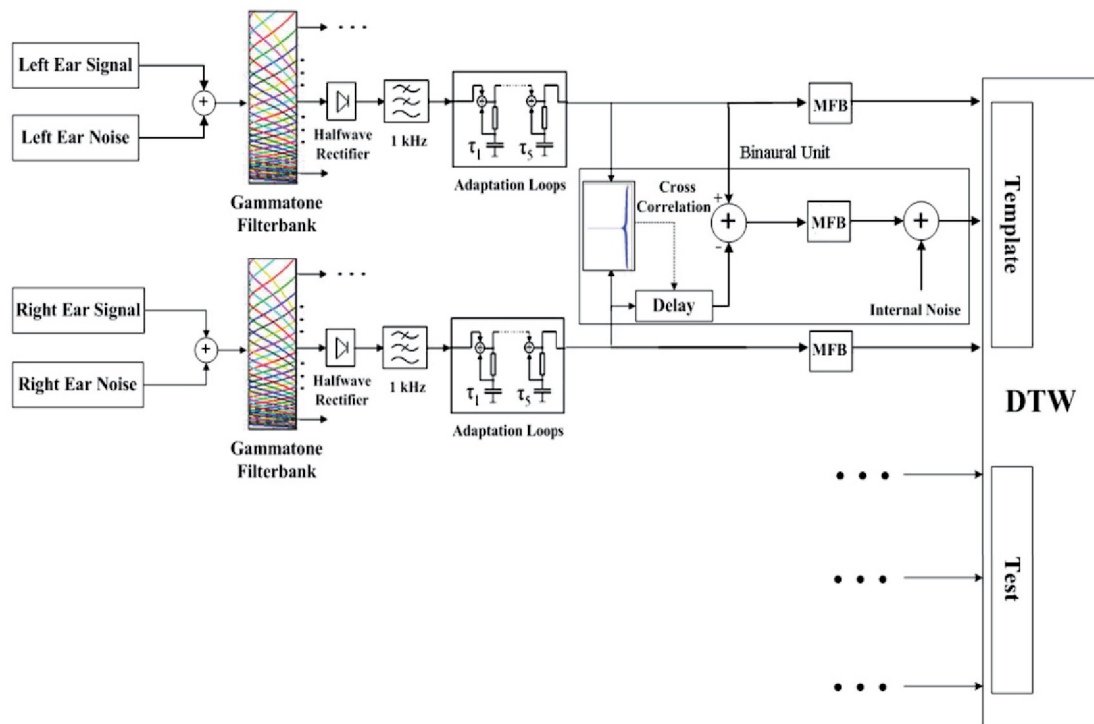 Left Ear Signal
Left Ear Noise
+
Gammatone
Filterbank
Halfwave
Rectifier
1 kHz
τ1 τ5
Adaptation Loops
MFB
Binaural Unit
Cross
Correlation
+
+
-
MFB
+
Delay
Internal Noise
Template
Right Ear Signal
Right Ear Noise
+
Gammatone
Filterbank
Halfwave
Rectifier
1 kHz
τ1 τ5
Adaptation Loops
MFB
DTW
Test